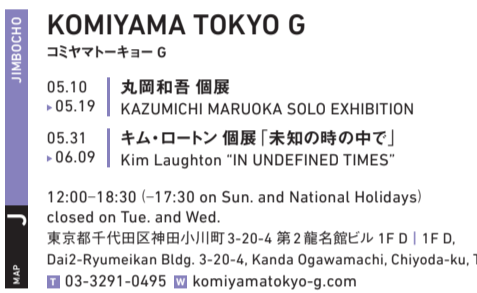 JIMBOCHO
KOMIYAMA TOKYO G
コミヤマトーキョー G
05.10
▸05.19
丸岡和吾 個展
KAZUMICHI MARUOKA SOLO EXHIBITION
05.31
▸06.09
キム・ロートン 個展「未知の時の中で」
Kim Laughton “IN UNDEFINED TIMES”
12:00–18:30 (–17:30 on Sun. and National Holidays)
closed on Tue. and Wed.
東京都千代田区神田小川町3-20-4 第2龍名館ビル 1F D | 1F D,
Dai2-Ryumeikan Bldg. 3-20-4, Kanda Ogawamachi, Chiyoda-ku,
T 03-3291-0495 W komiyamatokyo-g.com
MAP J